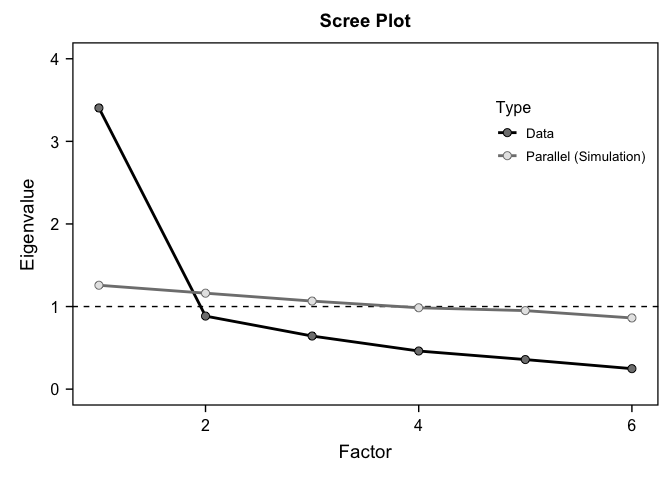 Scree Plot
4
3
2
1
0
Eigenvalue
Type
Data
Parallel (Simulation)
2
4
6
Factor